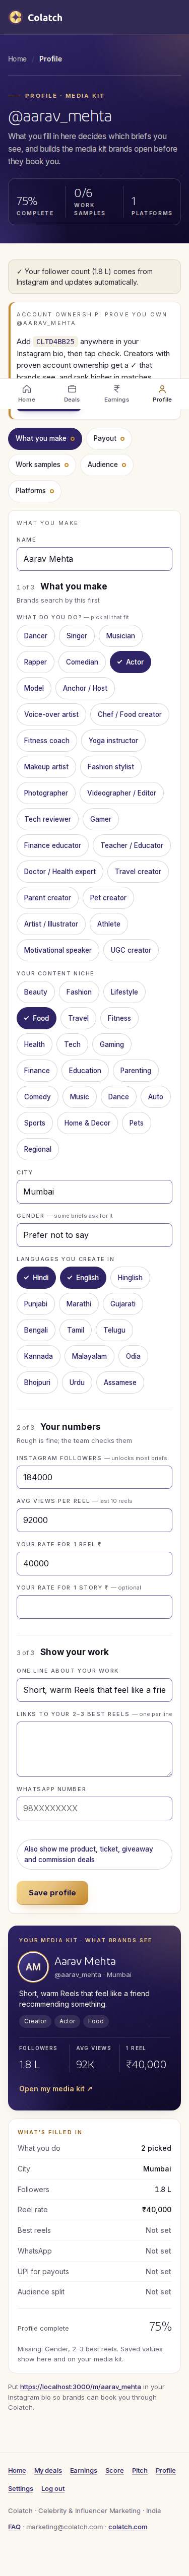 Colatch
Home / Profile
PROFILE · MEDIA KIT
@aarav_mehta
What you fill in here decides which briefs you
see, and builds the media kit brands open before
they book you.
75%
COMPLETE
0/6
WORK
SAMPLES
1
PLATFORMS
✓ Your follower count (1.8 L) comes from
Instagram and updates automatically.
ACCOUNT OWNERSHIP: PROVE YOU OWN
@AARAV_MEHTA
Add CLTD4BB25 anywhere in your
Instagram bio, then tap check. Creators with
proven accounts get a ✓ that marketers
Home
Deals
₹
Earnings
Profile
What you make
Payout
Work samples
Audience
Platforms
WHAT YOU MAKE
NAME
Aarav Mehta
1 of 3 What you make
Brands search by this first
WHAT DO YOU DO? — pick all that fit
Dancer
Singer
Musician
Rapper
Comedian
✓ Actor
Model
Anchor / Host
Voice-over artist
Chef / Food creator
Fitness coach
Yoga instructor
Makeup artist
Fashion stylist
Photographer
Videographer / Editor
Tech reviewer
Gamer
Finance educator
Teacher / Educator
Doctor / Health expert
Travel creator
Parent creator
Pet creator
Artist / Illustrator
Athlete
Motivational speaker
UGC creator
YOUR CONTENT NICHE
Beauty
Fashion
Lifestyle
✓ Food
Travel
Fitness
Health
Tech
Gaming
Finance
Education
Parenting
Comedy
Music
Dance
Auto
Sports
Home & Decor
Pets
Regional
CITY
Mumbai
GENDER — some briefs ask for it
Prefer not to say
LANGUAGES YOU CREATE IN
✓ Hindi
✓ English
Hinglish
Punjabi
Marathi
Gujarati
Bengali
Tamil
Telugu
Kannada
Malayalam
Odia
Bhojpuri
Urdu
Assamese
2 of 3 Your numbers
Rough is fine; the team checks them
INSTAGRAM FOLLOWERS — unlocks most briefs
184000
AVG VIEWS PER REEL — last 10 reels
92000
YOUR RATE FOR 1 REEL ₹
40000
YOUR RATE FOR 1 STORY ₹ — optional
3 of 3 Show your work
ONE LINE ABOUT YOUR WORK
Short, warm Reels that feel like a frie
LINKS TO YOUR 2–3 BEST REELS — one per line
WHATSAPP NUMBER
98XXXXXXXX
Also show me product, ticket, giveaway
and commission deals
Save profile
YOUR MEDIA KIT · WHAT BRANDS SEE
AM
Aarav Mehta
@aarav_mehta · Mumbai
Short, warm Reels that feel like a friend
recommending something.
Creator
Actor
Food
FOLLOWERS
1.8 L
AVG VIEWS
92K
1 REEL
₹40,000
Open my media kit ↗
WHAT'S FILLED IN
What you do 2 picked
City Mumbai
Followers 1.8 L
Reel rate ₹40,000
Best reels Not set
WhatsApp Not set
UPI for payouts Not set
Audience split Not set
Profile complete 75%
Missing: Gender, 2–3 best reels. Saved values
show here and on your media kit.
Put https://localhost:3000/m/aarav_mehta in your
Instagram bio so brands can book you through
Colatch.
Home My deals Earnings Score Pitch Profile
Settings Log out
Colatch · Celebrity & Influencer Marketing · India
FAQ · marketing@colatch.com · colatch.com